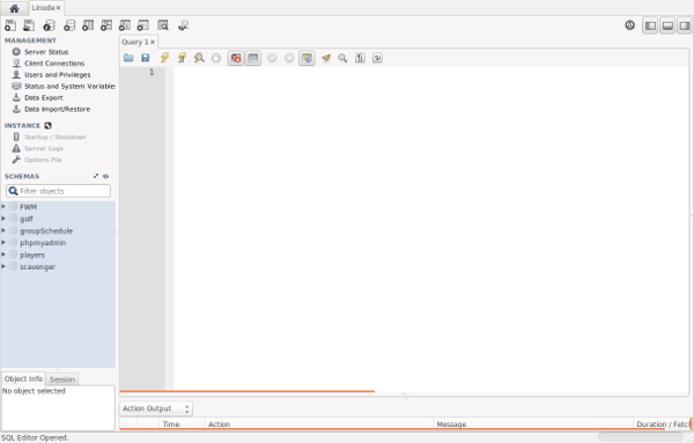 Linode×
MANAGEMENT
Server Status
Client Connections
Users and Privileges
Status and System Variable
Data Export
Data Import/Restore
INSTANCE
Startup / Shutdown
Server Logs
Options File
SCHEMAS
Filter objects
FWM
golf
groupSchedule
phpmyadmin
players
scavenger
Object Info Session
No object selected
Query 1×
1
Action Output
Time Action Message Duration / Fetch
SQL Editor Opened.